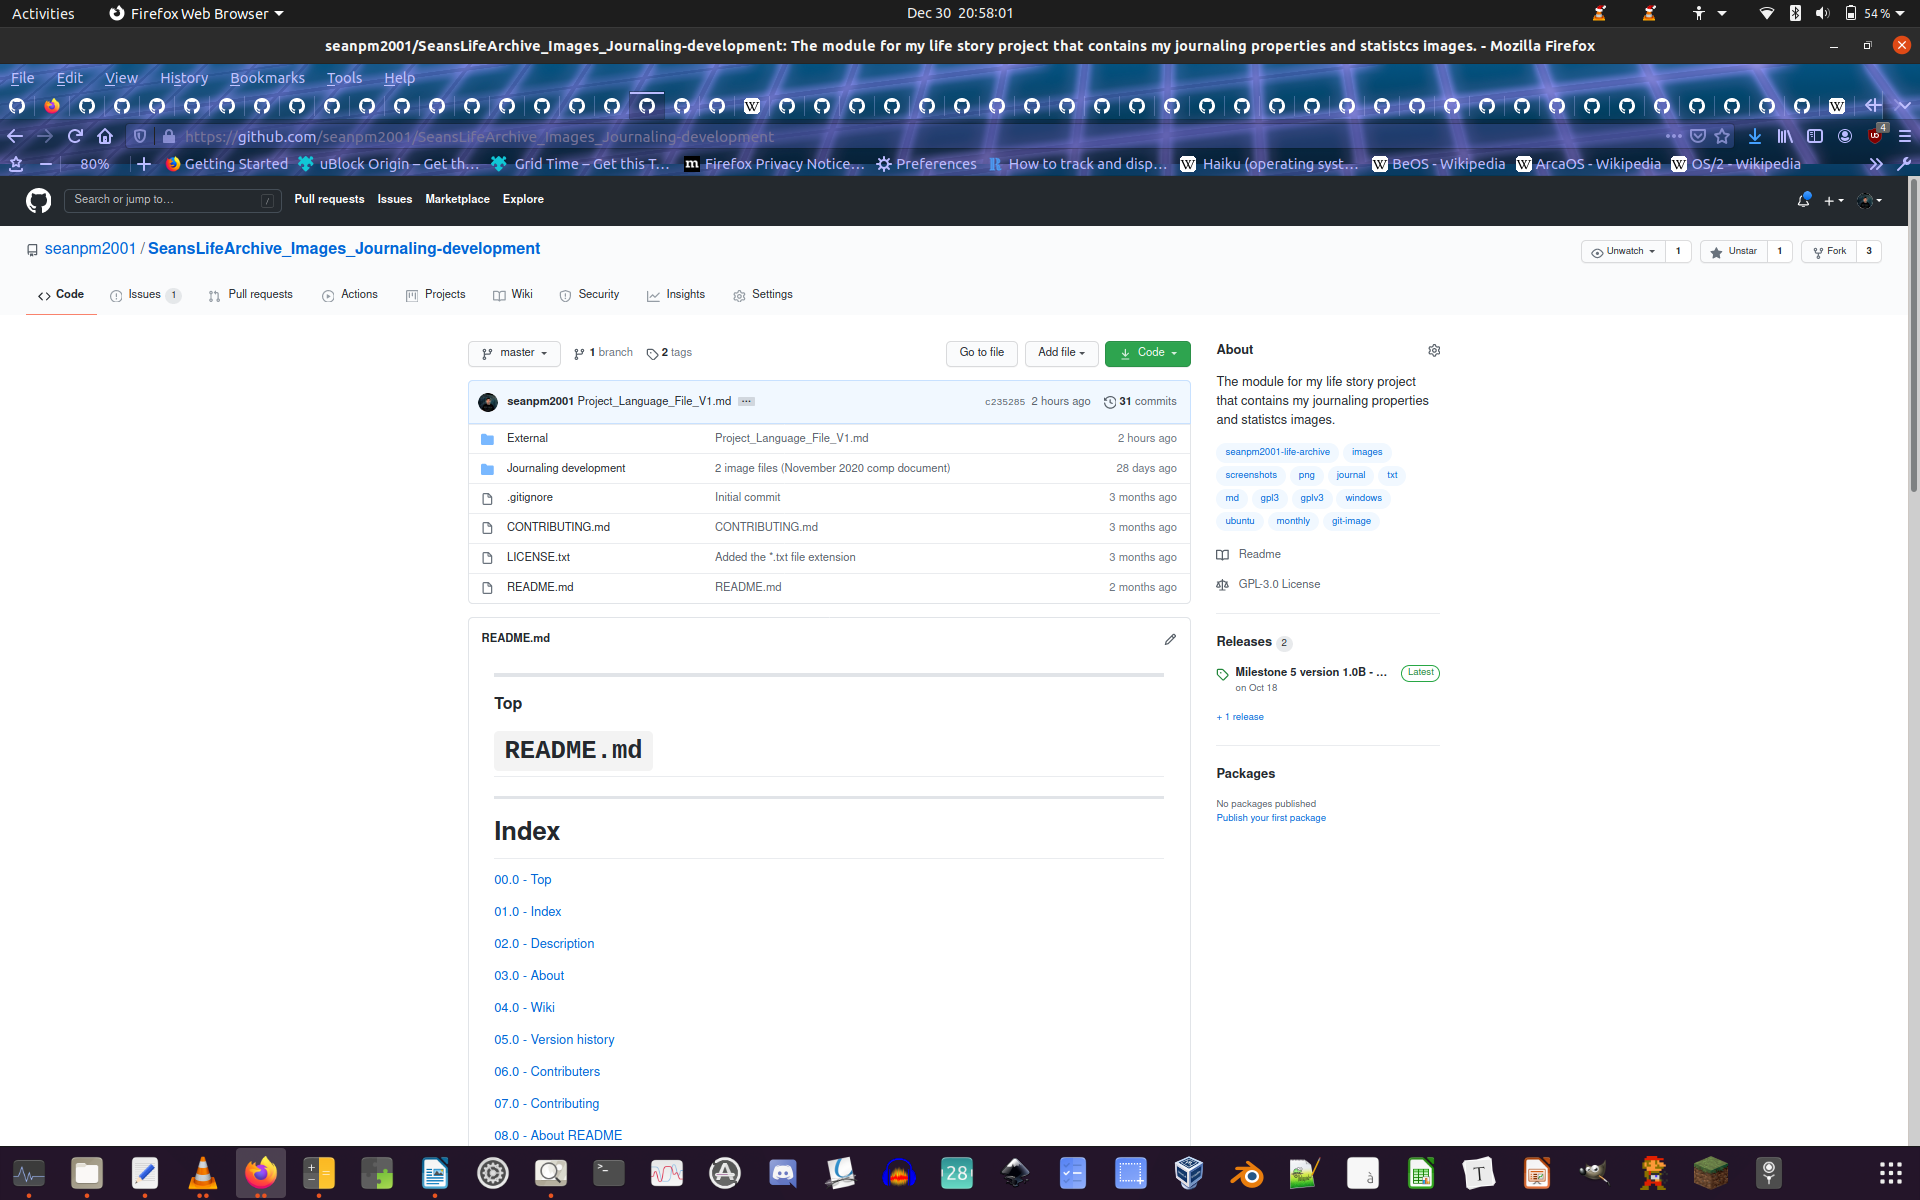 Activities Firefox Web Browser Dec 30 20:58:01 54 %
seanpm2001/SeansLifeArchive_Images_Journaling-development: The module for my life story project that contains my journaling properties and statistcs images. - Mozilla Firefox
File Edit View History Bookmarks Tools Help
https://github.com/seanpm2001/SeansLifeArchive_Images_Journaling-development 4
80% Getting Started uBlock Origin – Get th… Grid Time – Get this T… Firefox Privacy Notice… Preferences How to track and disp… Haiku (operating syst… BeOS - Wikipedia ArcaOS - Wikipedia OS/2 - Wikipedia
Search or jump to… / Pull requests Issues Marketplace Explore
seanpm2001 / SeansLifeArchive_Images_Journaling-development Unwatch 1 Unstar 1 Fork 3
Code Issues 1 Pull requests Actions Projects Wiki Security Insights Settings
master 1 branch 2 tags Go to file Add file Code
seanpm2001 Project_Language_File_V1.md ... c235285 2 hours ago 31 commits
External Project_Language_File_V1.md 2 hours ago
Journaling development 2 image files (November 2020 comp document) 28 days ago
.gitignore Initial commit 3 months ago
CONTRIBUTING.md CONTRIBUTING.md 3 months ago
LICENSE.txt Added the *.txt file extension 3 months ago
README.md README.md 2 months ago
README.md
Top
README.md
Index
00.0 - Top
01.0 - Index
02.0 - Description
03.0 - About
04.0 - Wiki
05.0 - Version history
06.0 - Contributers
07.0 - Contributing
08.0 - About README
About
The module for my life story project
that contains my journaling properties
and statistcs images.
seanpm2001-life-archive images
screenshots png journal txt
md gpl3 gplv3 windows
ubuntu monthly git-image
Readme
GPL-3.0 License
Releases 2
Milestone 5 version 1.0B - ... Latest
on Oct 18
+ 1 release
Packages
No packages published
Publish your first package
28